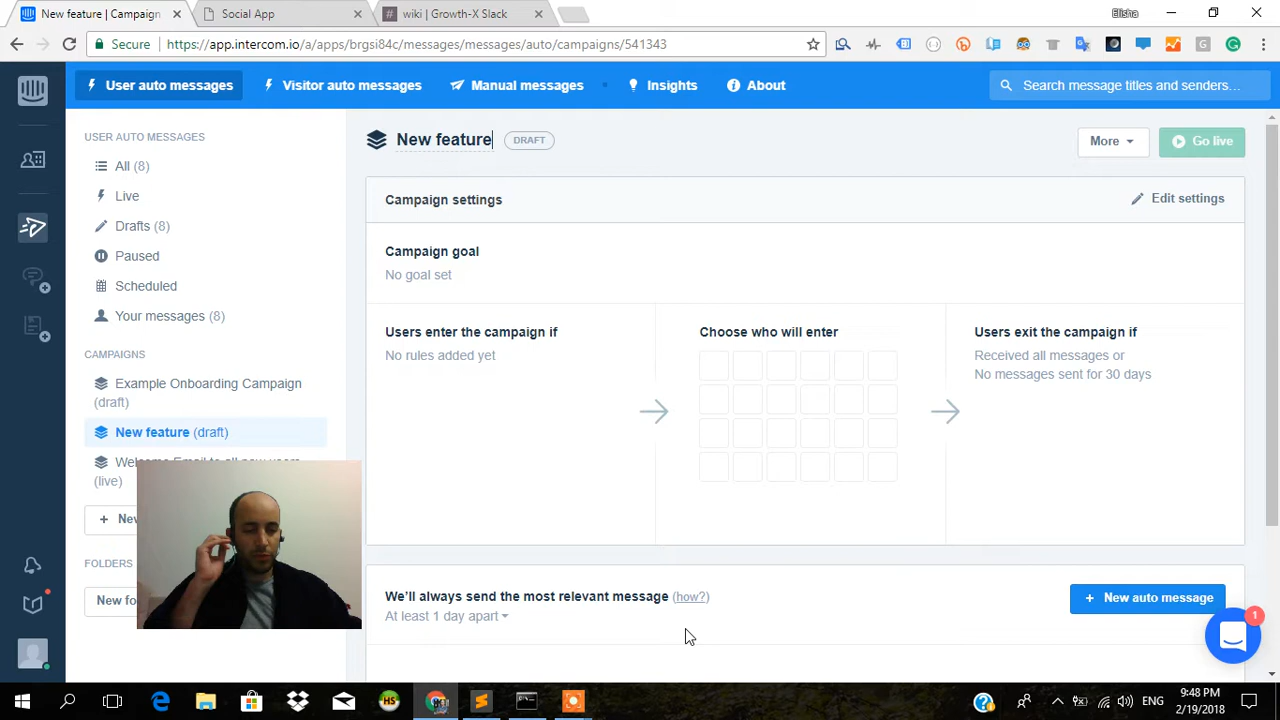 New feature | Campaign
Social App
wiki | Growth-X Slack
Elisha
Secure
https://app.intercom.io/a/apps/brgsi84c/messages/messages/auto/campaigns/541343
User auto messages
Visitor auto messages
Manual messages
Insights
About
Search message titles and senders...
USER AUTO MESSAGES
All (8)
Live
Drafts (8)
Paused
Scheduled
Your messages (8)
CAMPAIGNS
Example Onboarding Campaign
(draft)
New feature (draft)
Welcome Email to all new users
(live)
+ New
FOLDERS
New fo
New feature
DRAFT
More
Go live
Campaign settings
Edit settings
Campaign goal
No goal set
Users enter the campaign if
No rules added yet
Choose who will enter
Users exit the campaign if
Received all messages or
No messages sent for 30 days
We'll always send the most relevant message (how?)
At least 1 day apart
+ New auto message
1
ENG
9:48 PM
2/19/2018